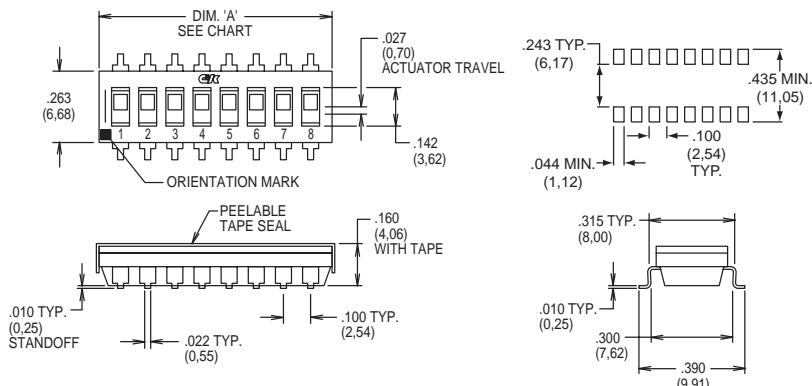 DIM. 'A'
SEE CHART
.027
(0,70)
ACTUATOR TRAVEL
.263
(6,68)
C&K
1 2 3 4 5 6 7 8
.142
(3,62)
ORIENTATION MARK
.243 TYP.
(6,17)
.435 MIN.
(11,05)
.044 MIN.
(1,12)
.100
(2,54)
TYP.
PEELABLE
TAPE SEAL
.160
(4,06)
WITH TAPE
.010 TYP.
(0,25)
STANDOFF
.022 TYP.
(0,55)
.100 TYP.
(2,54)
.315 TYP.
(8,00)
.010 TYP.
(0,25)
.300
(7,62)
.390
(9,91)